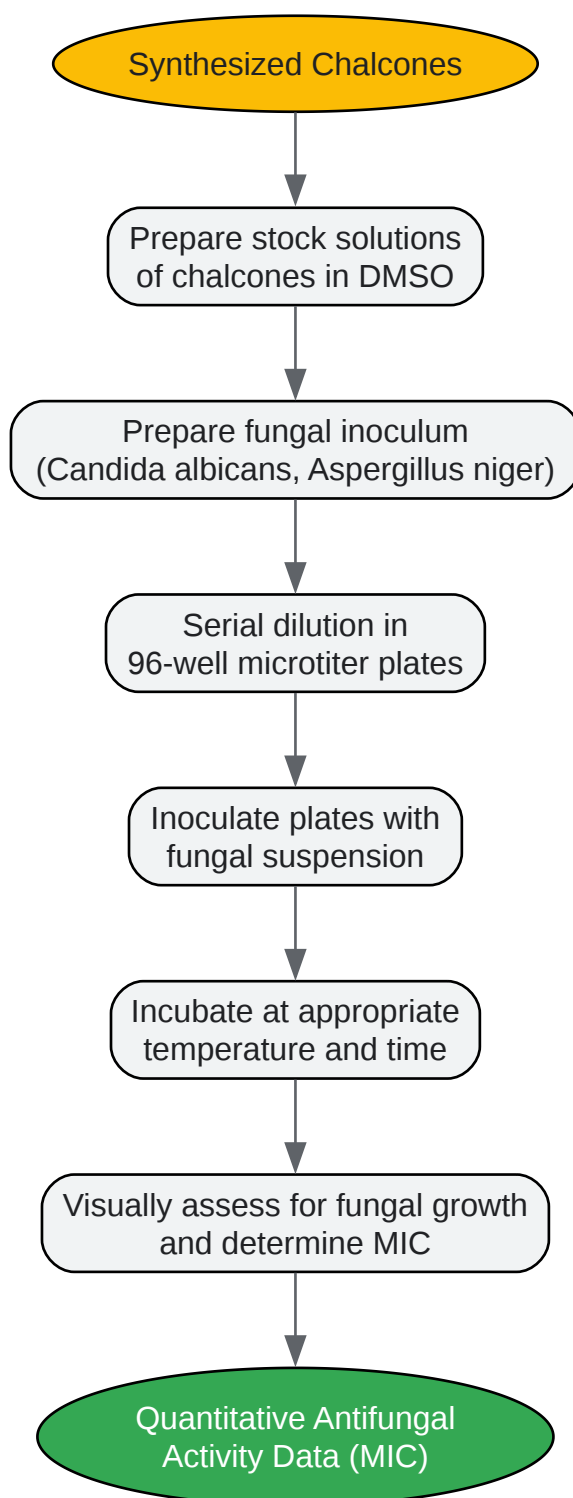 Synthesized Chalcones
Prepare stock solutions
of chalcones in DMSO
Prepare fungal inoculum
(Candida albicans, Aspergillus niger)
Serial dilution in
96-well microtiter plates
Inoculate plates with
fungal suspension
Incubate at appropriate
temperature and time
Visually assess for fungal growth
and determine MIC
Quantitative Antifungal
Activity Data (MIC)